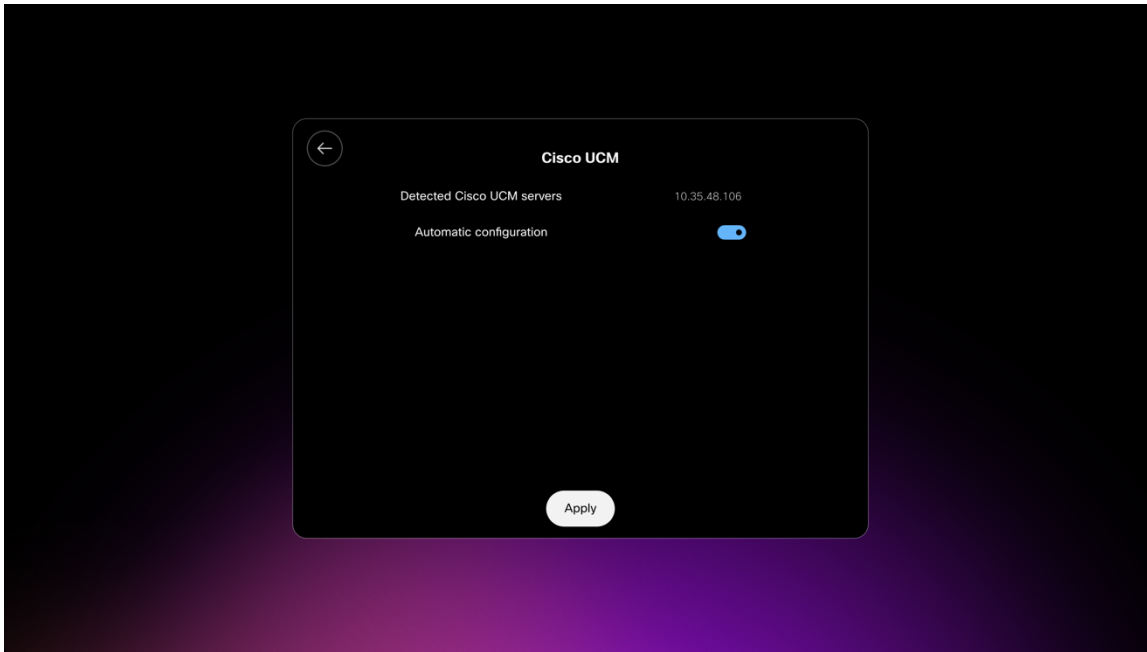 Cisco UCM
Detected Cisco UCM servers 10.35.48.106
Automatic configuration
Apply